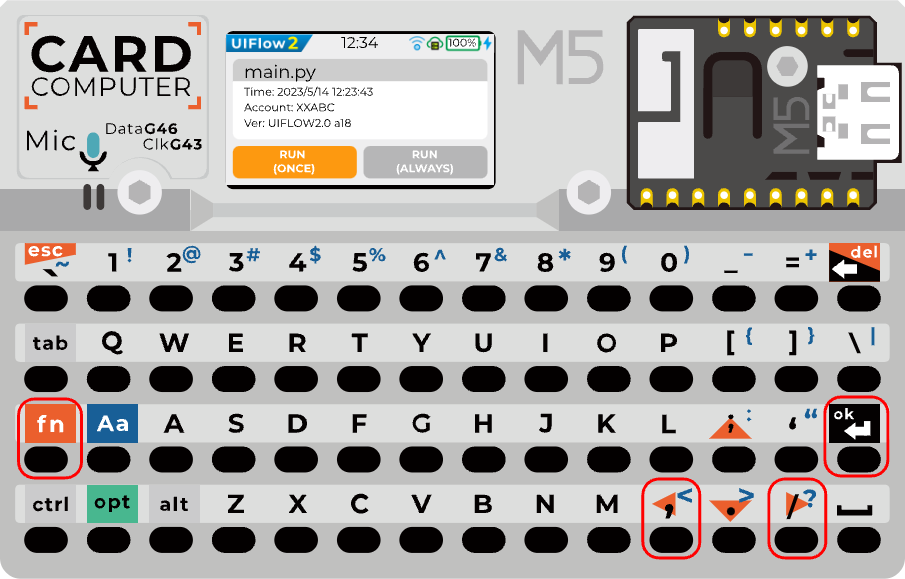 CARD
COMPUTER
Mic
DataG46
ClkG43
UIFlow2 12:34 100%
main.py
Time: 2023/5/14 12:23:43
Account: XXABC
Ver: UIFLOW2.0 a18
RUN
(ONCE)
RUN
(ALWAYS)
M5
M5
esc ` ~ 1 ! 2 @ 3 # 4 $ 5 % 6 ^ 7 & 8 * 9 ( 0 ) _ - = + del
tab Q W E R T Y U I O P [ { ] } \ |
fn Aa A S D F G H J K L ; : ‘ “ ok
ctrl opt alt Z X C V B N M , < . > / ?